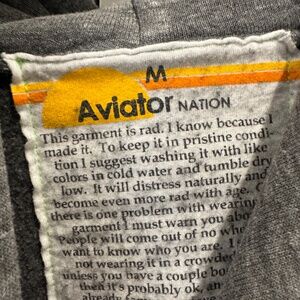 M
Aviator NATION
This garment is rad. I know because I
made it. To keep it in pristine condi-
tion I suggest washing it with like
colors in cold water and tumble dry
low. It will distress naturally and
become even more rad with age.
there is one problem with wearing
garment I must warn you abo
People will come out of no whe
want to know who you are. I
not wearing it in a crowded
unless you have a couple bo
then it's probably ok, an
already